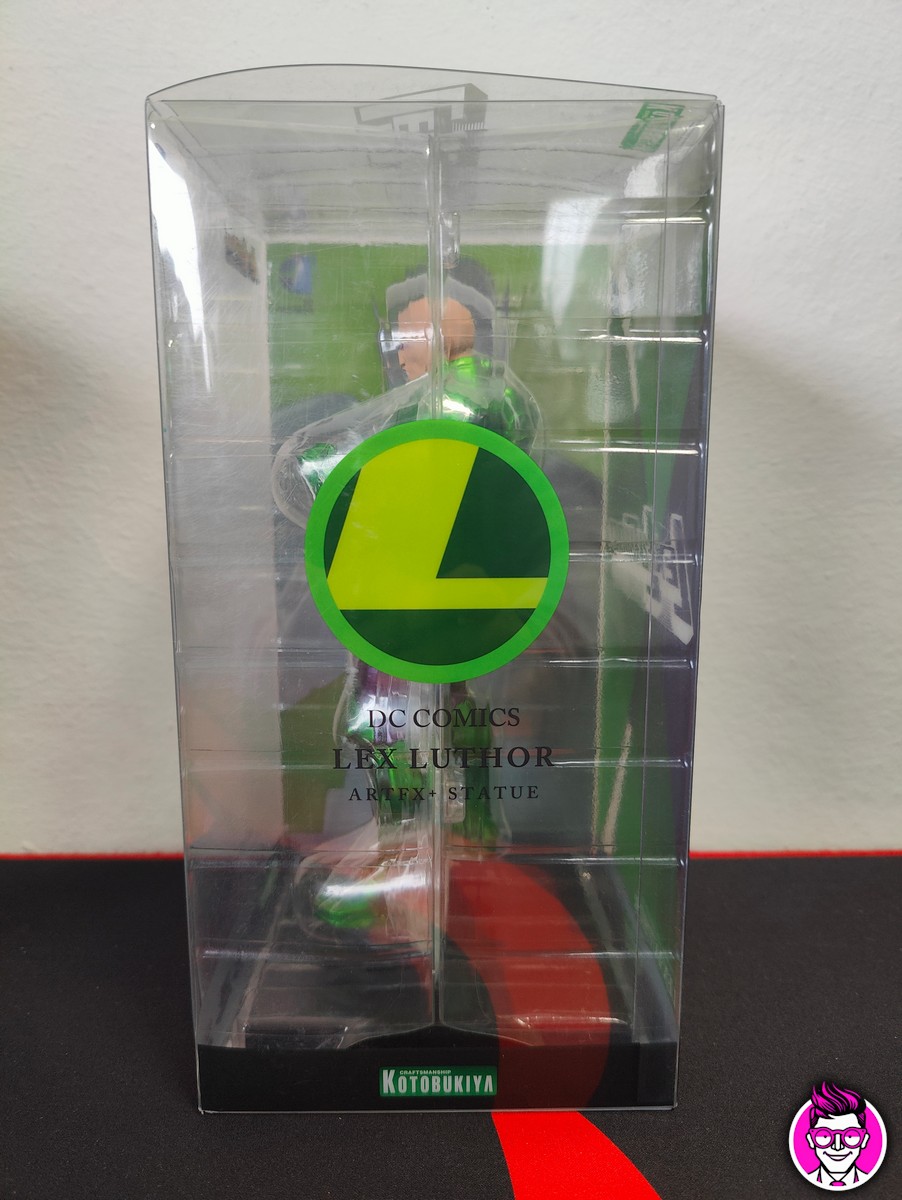 DC COMICS
LEX LUTHOR
ARTFX+ STATUE
CRAFTSMANSHIP
KOTOBUKIYA